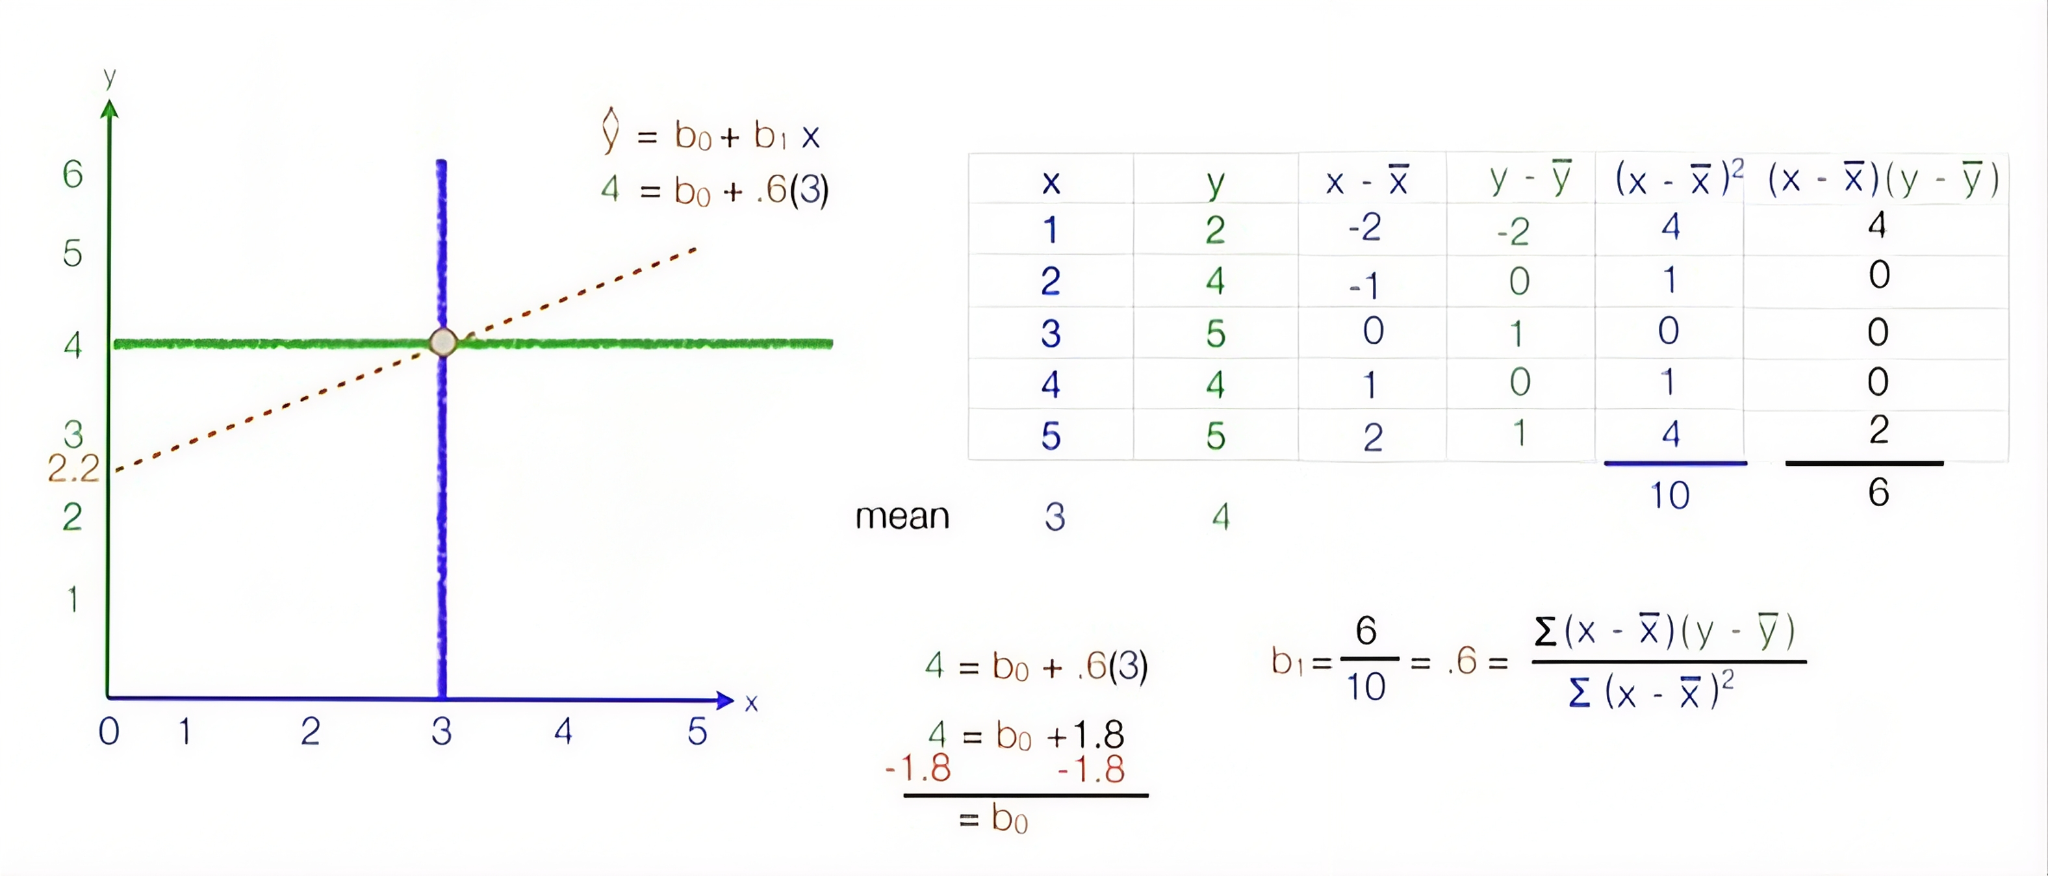 y
6
5
4
3
2.2
2
1
0 1 2 3 4 5
x
ŷ = b₀ + b₁ x
4 = b₀ + .6(3)
x y x - x̅ y - y̅ (x - x̅)² (x - x̅)(y - y̅)
1 2 -2 -2 4 4
2 4 -1 0 1 0
3 5 0 1 0 0
4 4 1 0 1 0
5 5 2 1 4 2
10 6
mean 3 4
4 = b₀ + .6(3)
4 = b₀ +1.8
-1.8 -1.8
= b₀
b₁ = 6/10 = .6 = Σ(x - x̅)(y - y̅) / Σ(x - x̅)²